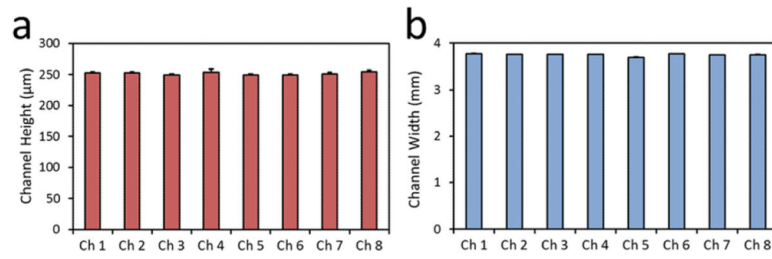 a
Channel Height (µm)
300
250
200
150
100
50
0
Ch 1 Ch 2 Ch 3 Ch 4 Ch 5 Ch 6 Ch 7 Ch 8
b
Channel Width (mm)
4
3
2
1
0
Ch 1 Ch 2 Ch 3 Ch 4 Ch 5 Ch 6 Ch 7 Ch 8